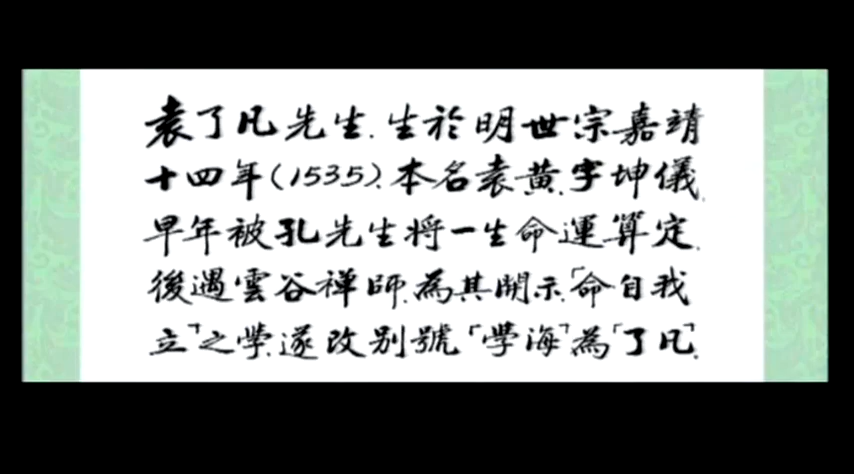 袁了凡先生.生於明世宗嘉靖
十四年(1535).本名袁黄.字坤儀.
早年被孔先生將一生命運算定.
後遇雲谷禅師.為其開示.「命自我
立」之學.遂改别號「學海」為「了凡」.